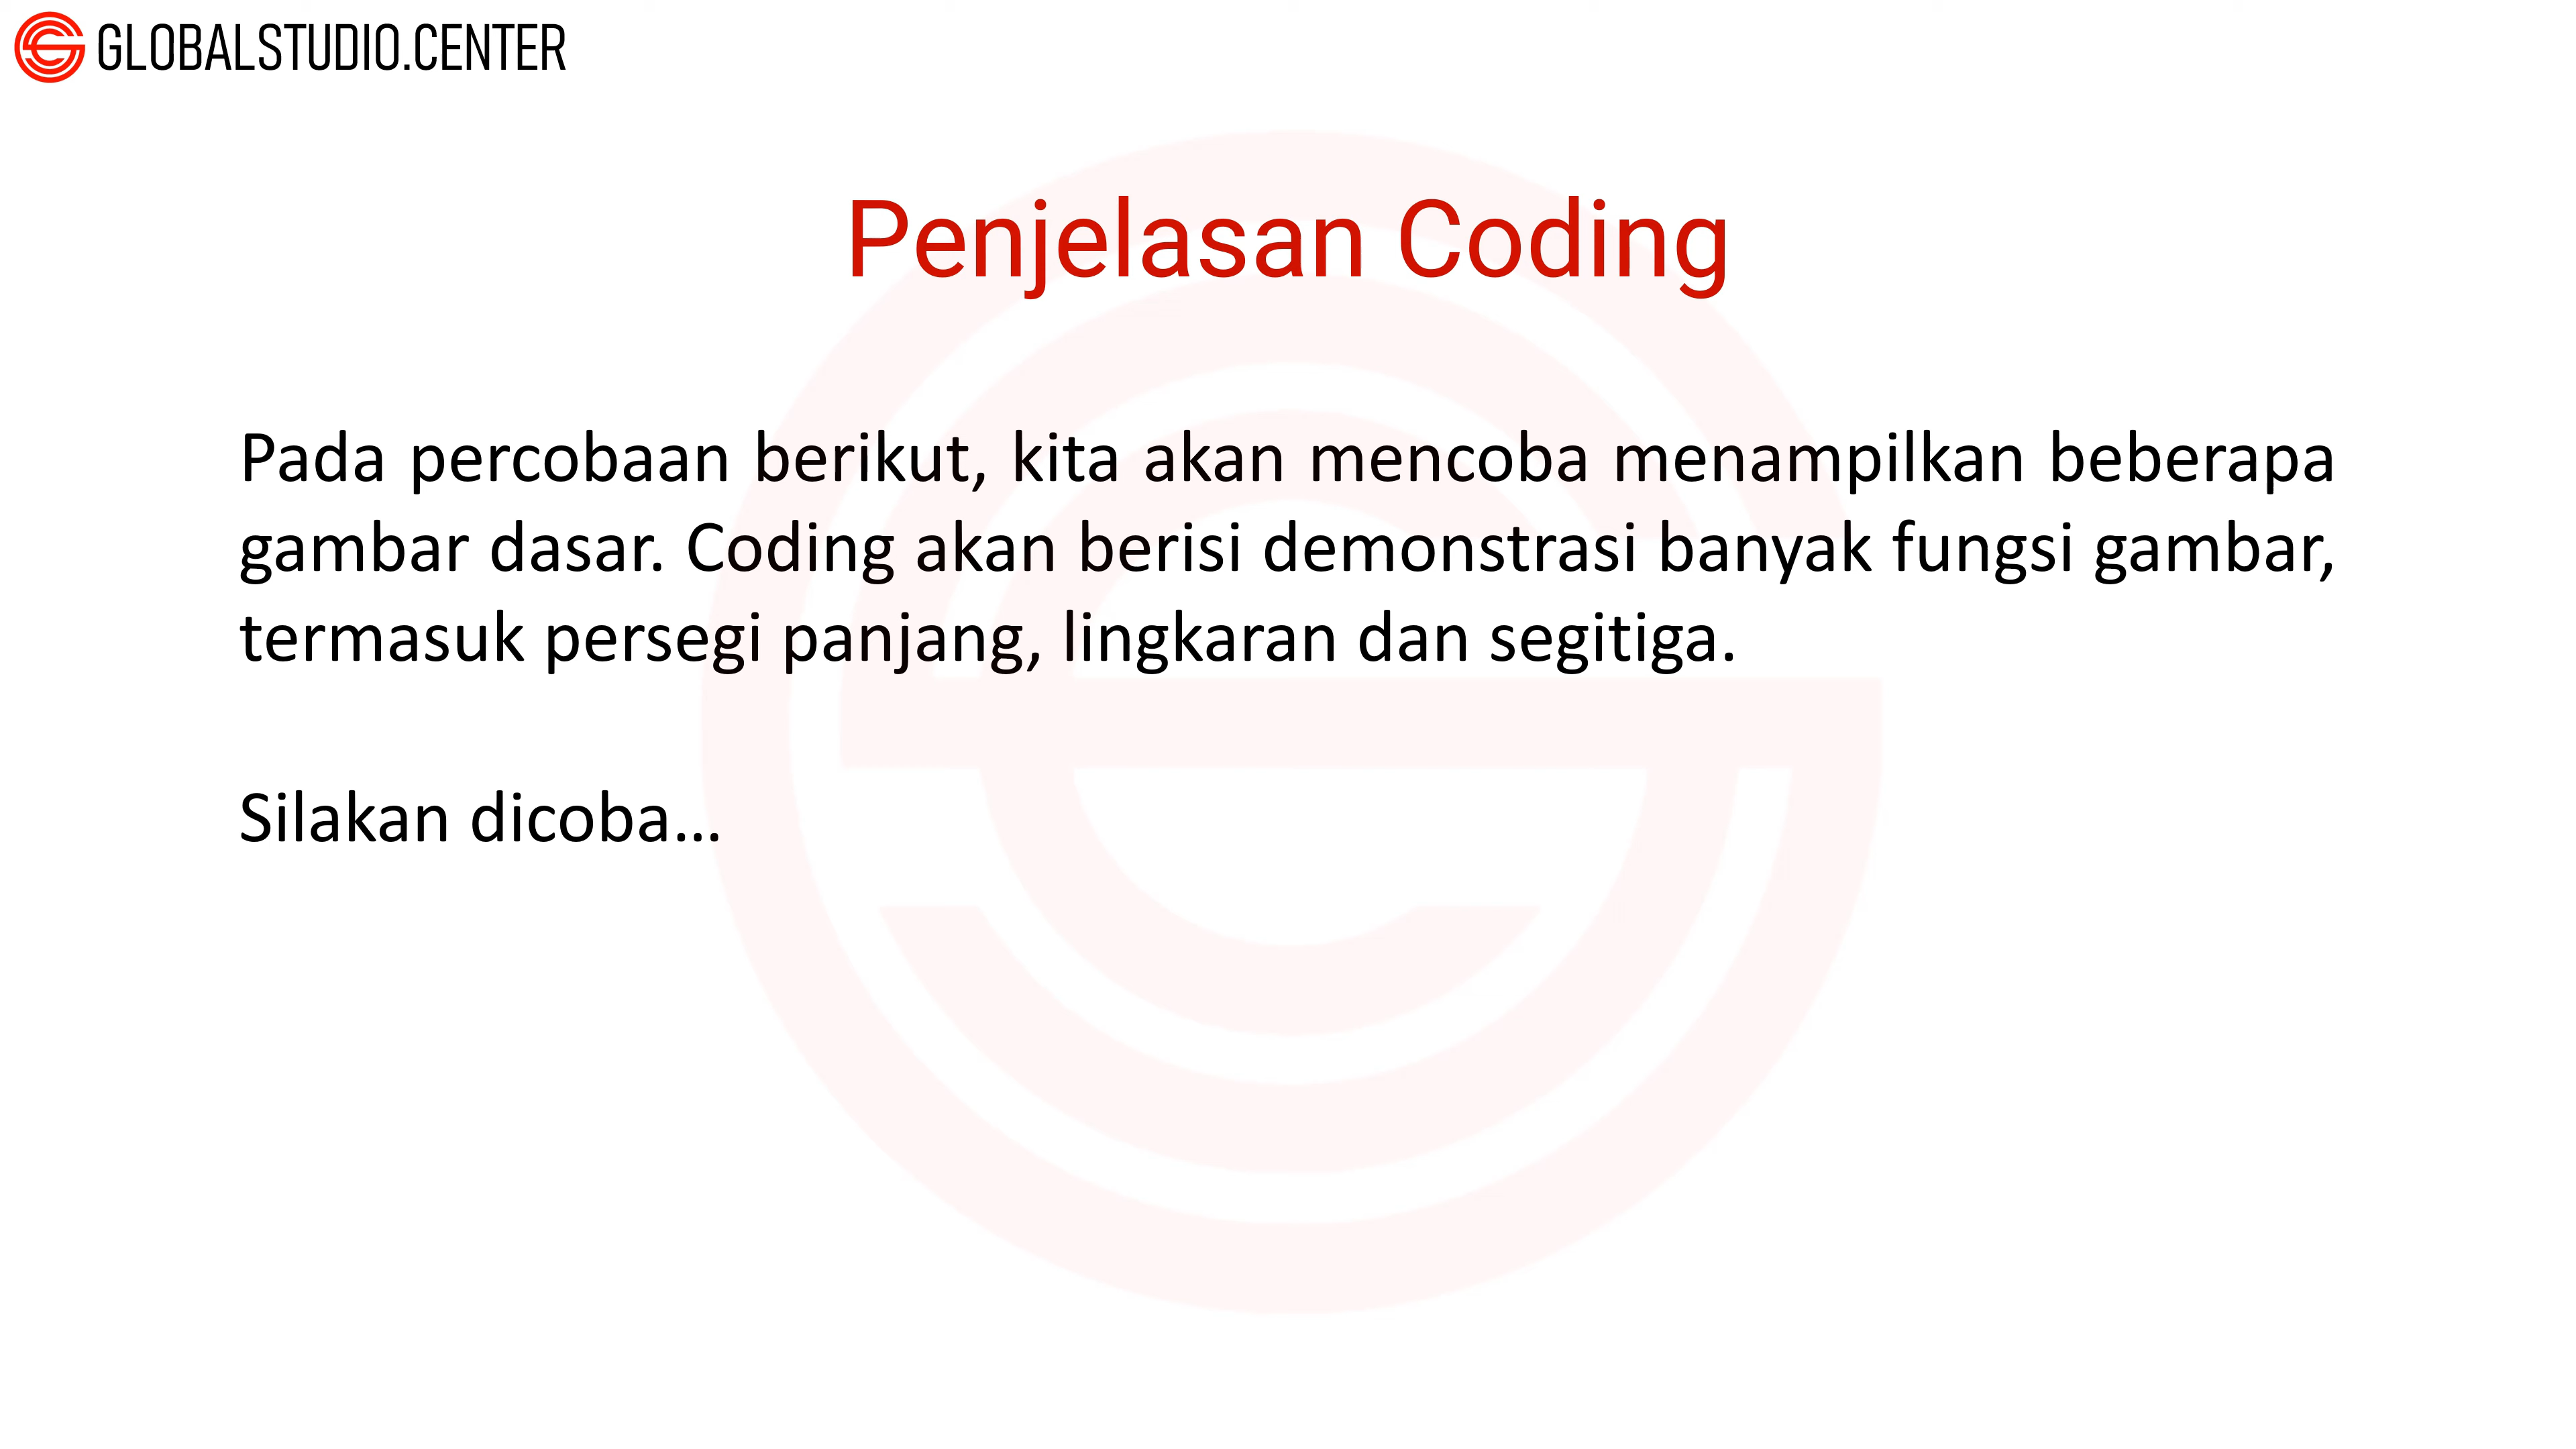 GLOBALSTUDIO.CENTER
Penjelasan Coding
Pada percobaan berikut, kita akan mencoba menampilkan beberapa
gambar dasar. Coding akan berisi demonstrasi banyak fungsi gambar,
termasuk persegi panjang, lingkaran dan segitiga.
Silakan dicoba...